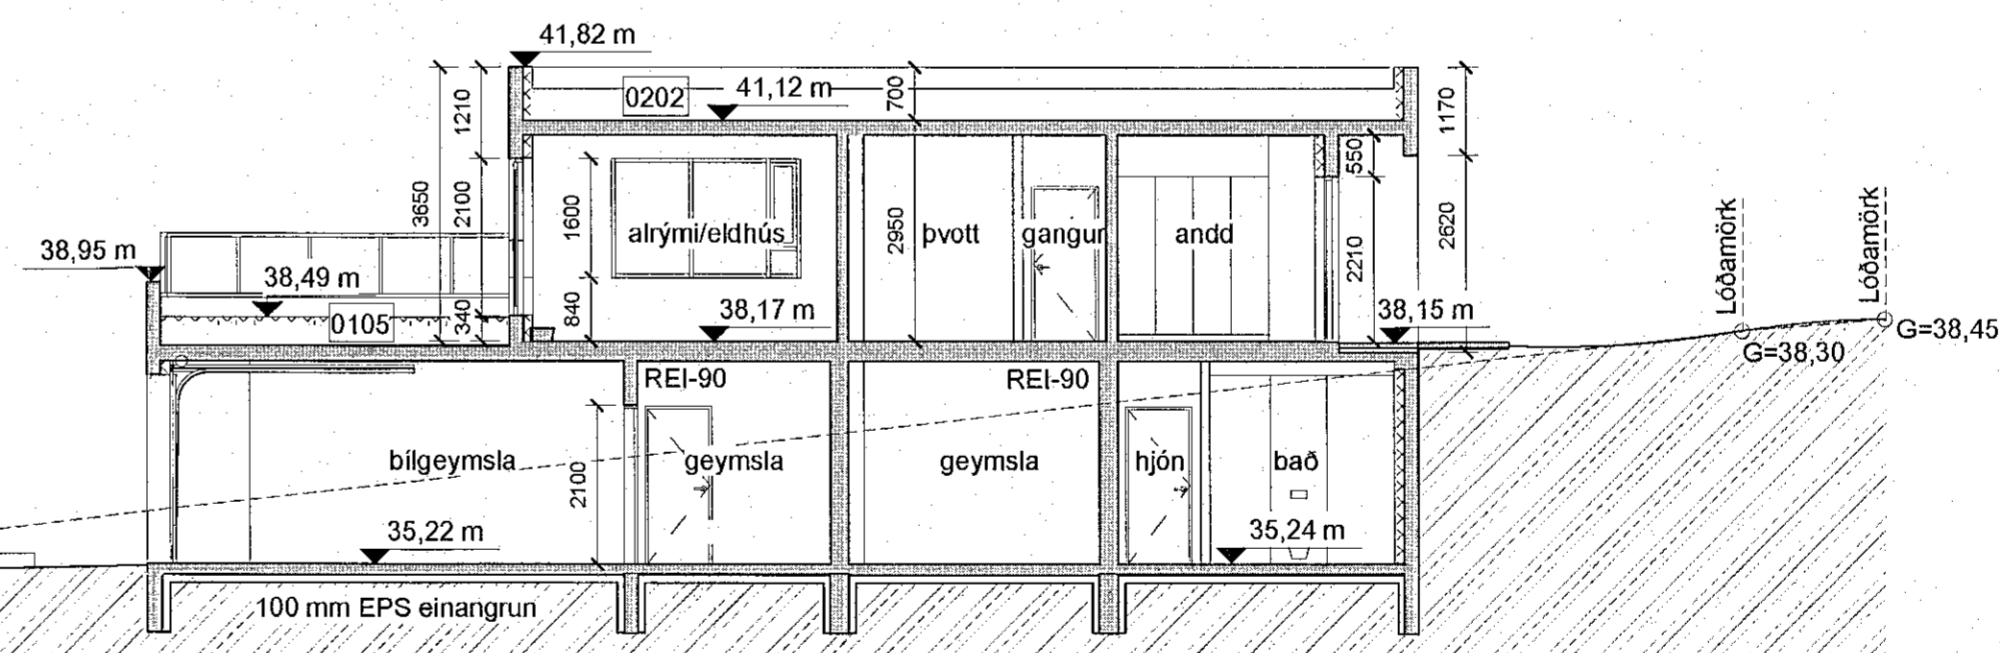 41,82 m
0202
41,12 m
700
1210
1170
550
3650
2100
1600
2950
2210
2620
alrými/eldhús
þvott
gangur
andd
Lóðamörk
Lóðamörk
38,95 m
38,49 m
0105
340
840
38,17 m
38,15 m
G=38,30
G=38,45
REI-90
REI-90
bílgeymsla
2100
geymsla
geymsla
hjón
bað
35,22 m
35,24 m
100 mm EPS einangrun